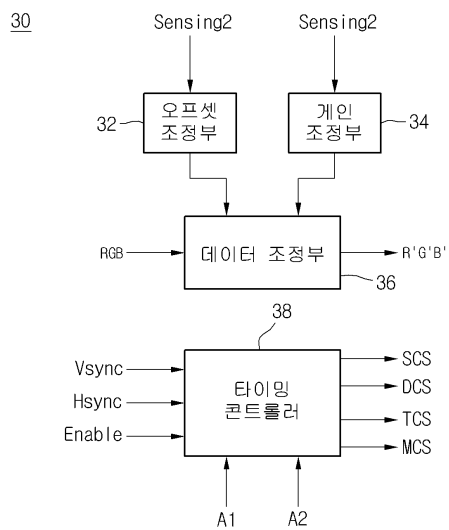 30
Sensing2
Sensing2
오프셋
조정부
32
게인
조정부
34
RGB
데이터 조정부
R'G'B'
36
38
Vsync
Hsync
Enable
타이밍
콘트롤러
SCS
DCS
TCS
MCS
A1
A2